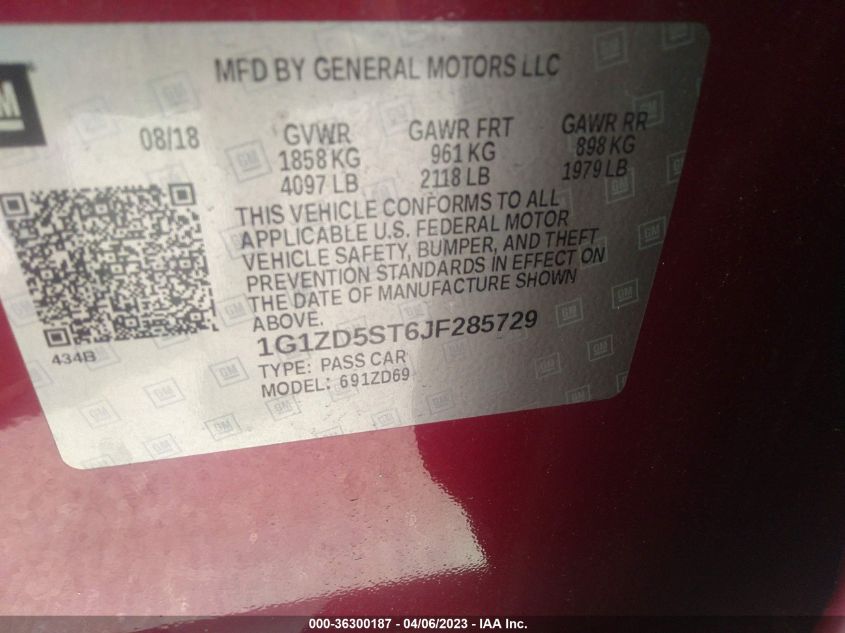 MFD BY GENERAL MOTORS LLC
08/18
GVWR
1858 KG
4097 LB
GAWR FRT
961 KG
2118 LB
GAWR RR
898 KG
1979 LB
THIS VEHICLE CONFORMS TO ALL
APPLICABLE U.S. FEDERAL MOTOR
VEHICLE SAFETY, BUMPER, AND THEFT
PREVENTION STANDARDS IN EFFECT ON
THE DATE OF MANUFACTURE SHOWN
ABOVE.
1G1ZD5ST6JF285729
TYPE: PASS CAR
MODEL: 691ZD69
434B
000-36300187 - 04/06/2023 - IAA Inc.